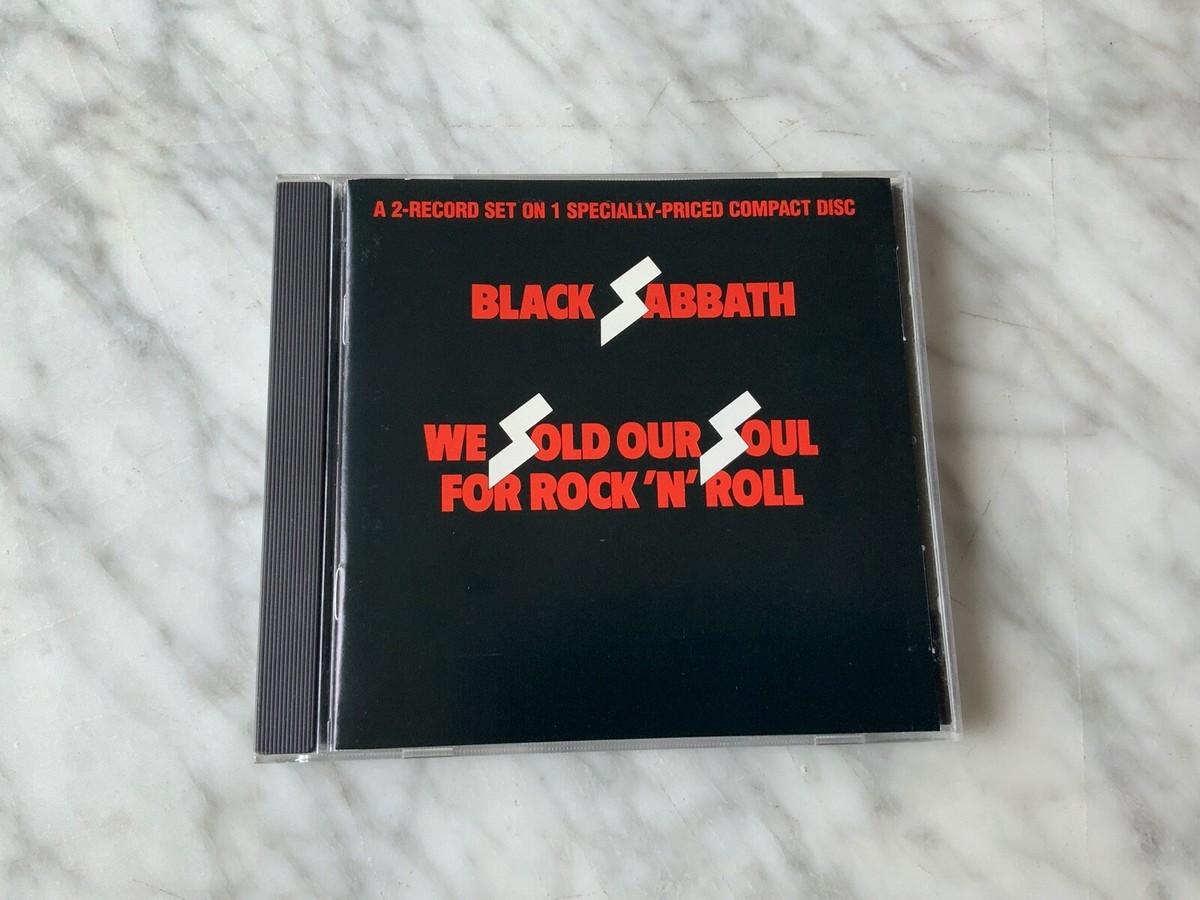 A 2-RECORD SET ON 1 SPECIALLY-PRICED COMPACT DISC
BLACK SABBATH
WE SOLD OUR SOUL
FOR ROCK 'N' ROLL